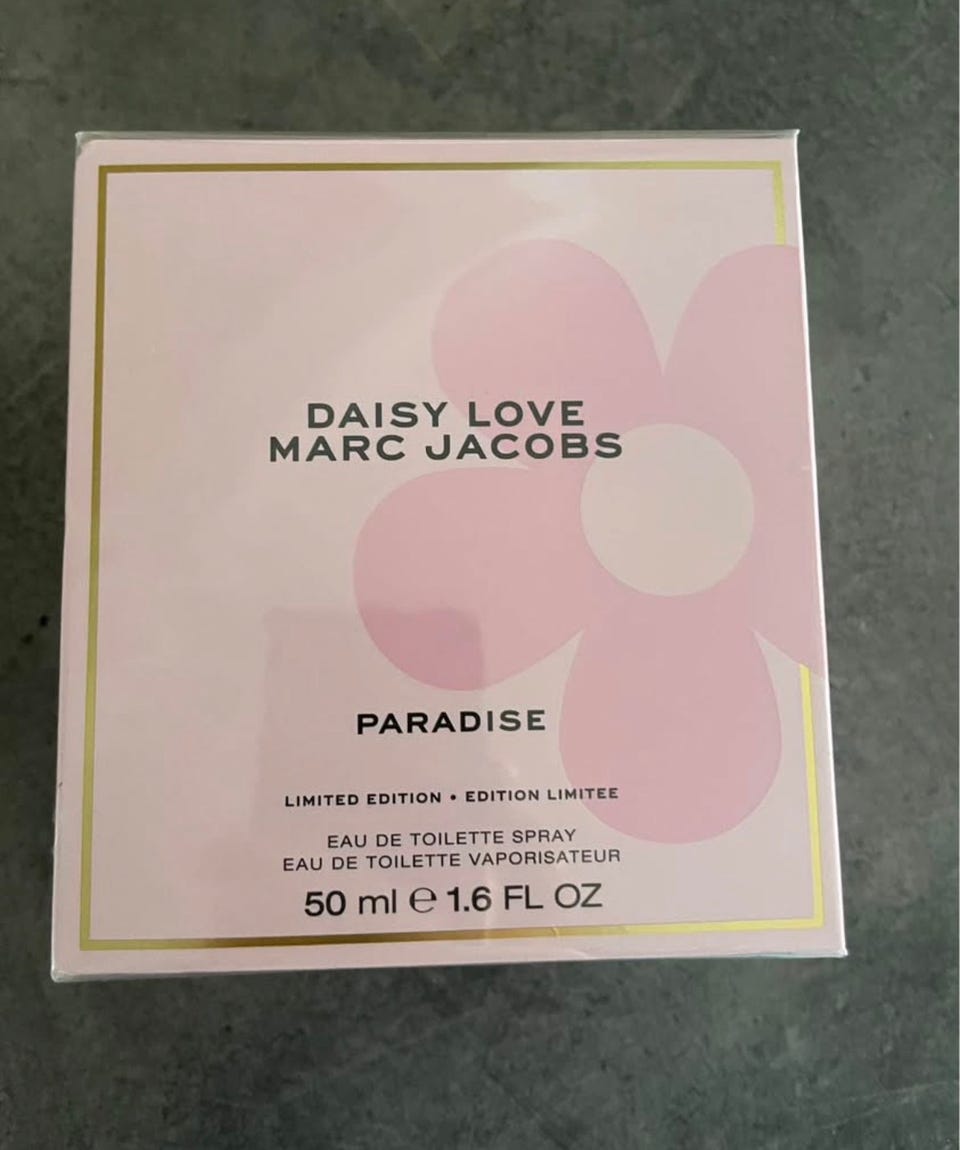 DAISY LOVE
MARC JACOBS
PARADISE
LIMITED EDITION • EDITION LIMITEE
EAU DE TOILETTE SPRAY
EAU DE TOILETTE VAPORISATEUR
50 ml ℮ 1.6 FL OZ